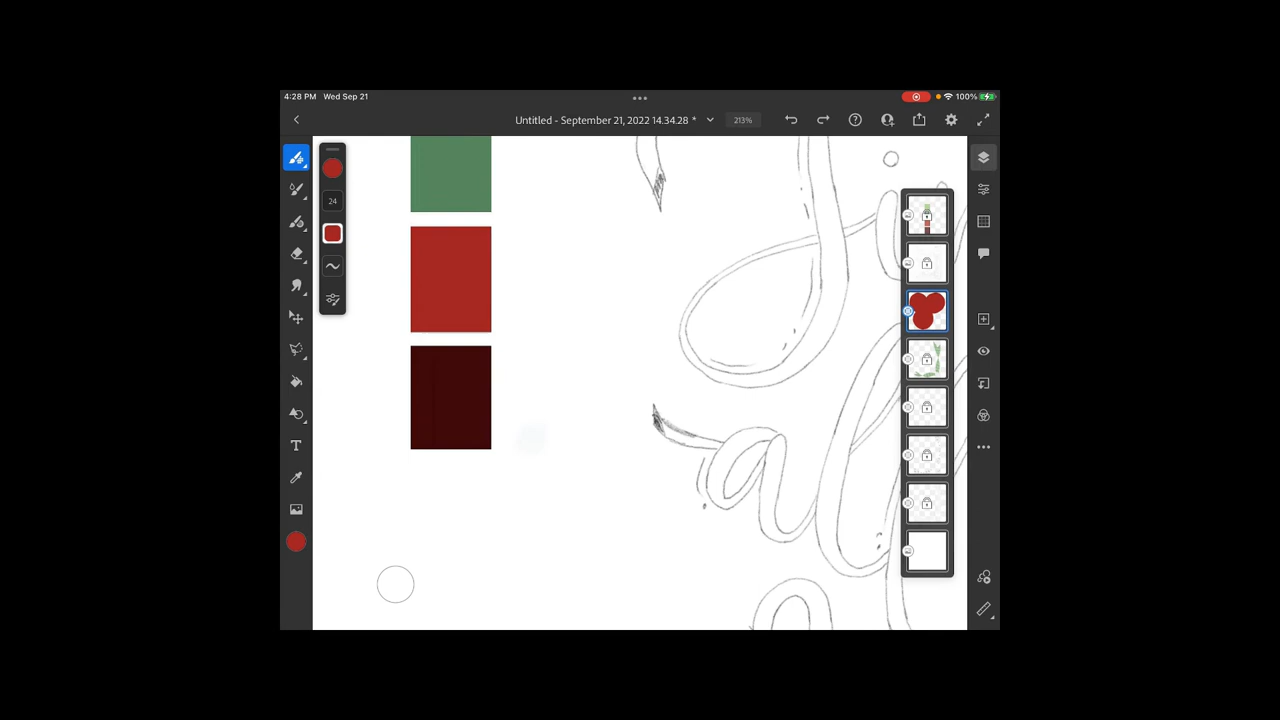 4:28 PM Wed Sep 21
100%
Untitled - September 21, 2022 14.34.28 *
213%
24
T